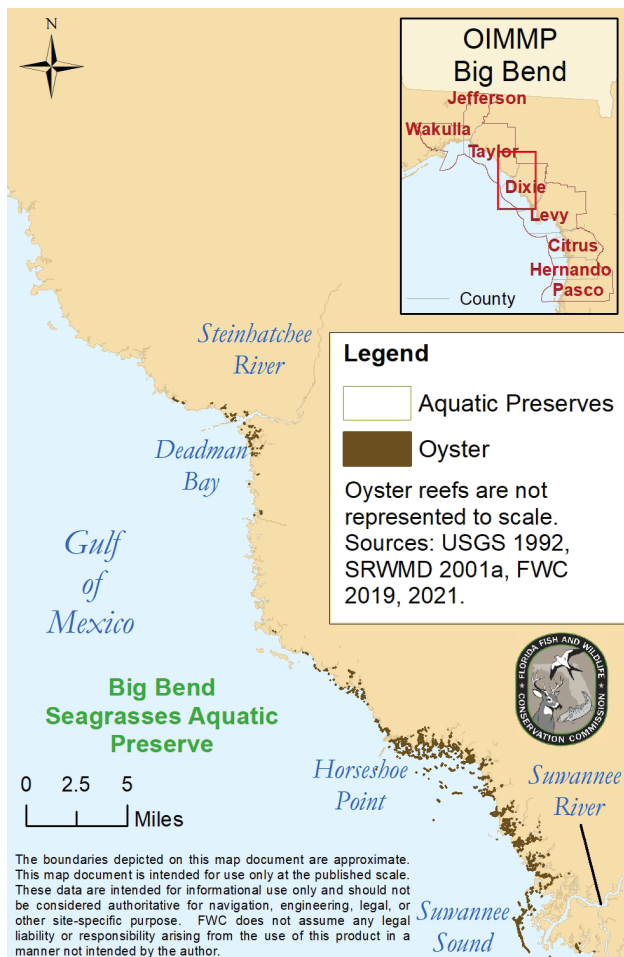 N
OIMMP
Big Bend
Jefferson
Wakulla
Taylor
Dixie
Levy
Citrus
Hernando
Pasco
County
Steinhatchee
River
Legend
Aquatic Preserves
Oyster
Oyster reefs are not
represented to scale.
Sources: USGS 1992,
SRWMD 2001a, FWC
2019, 2021.
Deadman
Bay
Gulf
of
Mexico
FLORIDA FISH AND WILDLIFE
CONSERVATION COMMISSION
Big Bend
Seagrasses Aquatic
Preserve
Horseshoe
Point
Suwannee
River
0 2.5 5
Miles
The boundaries depicted on this map document are approximate.
This map document is intended for use only at the published scale.
These data are intended for informational use only and should not
be considered authoritative for navigation, engineering, legal, or
other site-specific purpose. FWC does not assume any legal
liability or responsibility arising from the use of this product in a
manner not intended by the author.
Suwannee
Sound